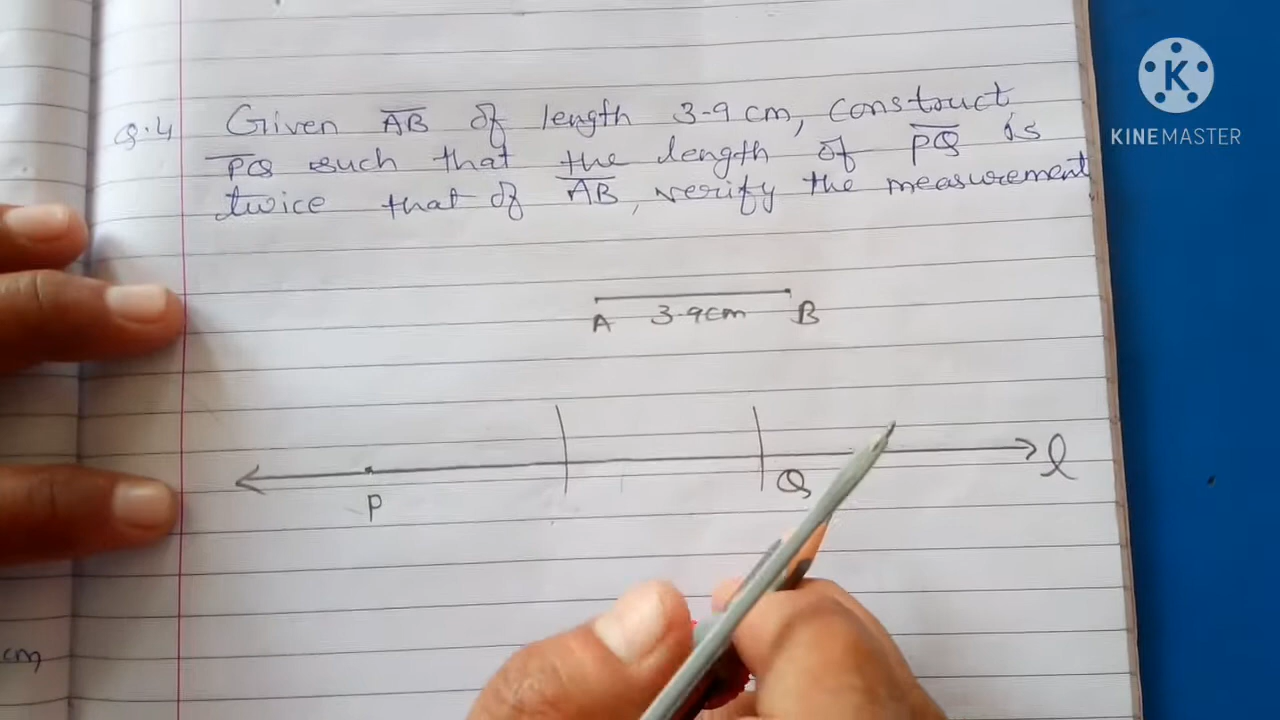 Q.4 Given AB of length 3.9 cm, construct
PQ such that the length of PQ is
twice that of AB, verify the measurement
A 3.9cm B
P Q l
cm
K
KINEMASTER